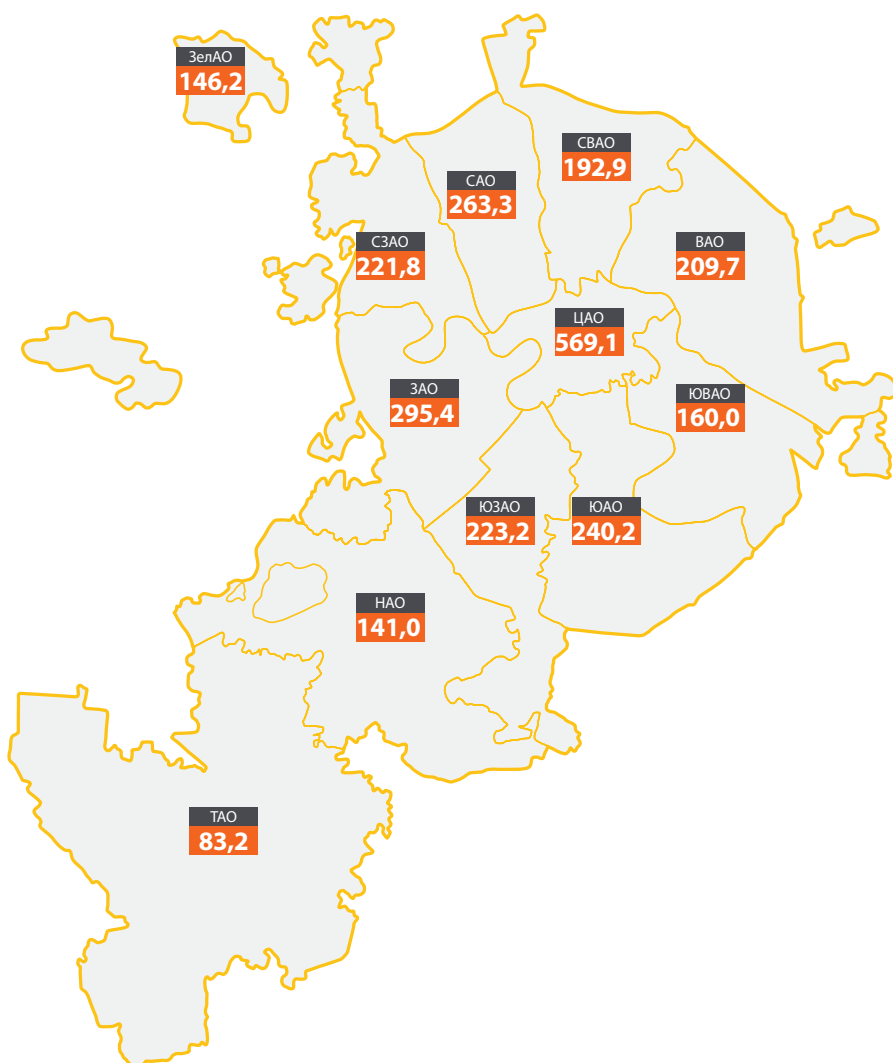 ЗелАО
146,2
СВАО
192,9
САО
263,3
СЗАО
221,8
ВАО
209,7
ЦАО
569,1
ЗАО
295,4
ЮВАО
160,0
ЮЗАО
223,2
ЮАО
240,2
НАО
141,0
ТАО
83,2